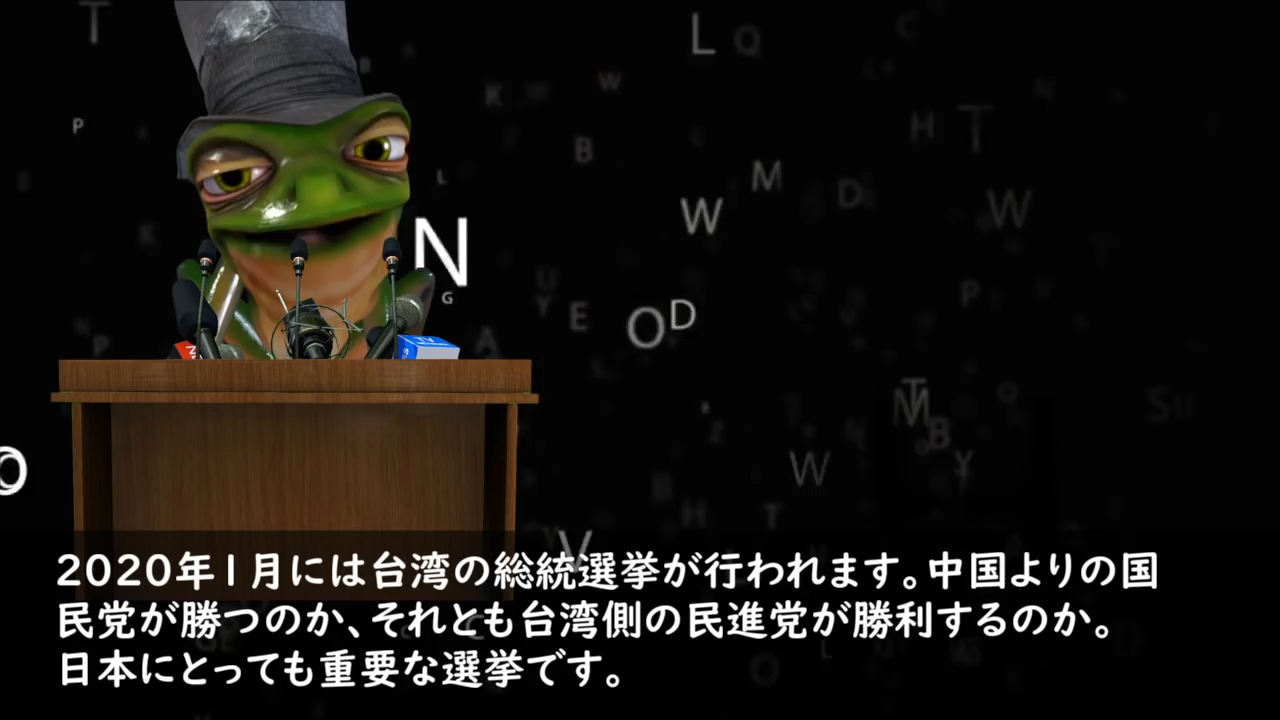 2020年1月には台湾の総統選挙が行われます。中国よりの国
民党が勝つのか、それとも台湾側の民進党が勝利するのか。
日本にとっても重要な選挙です。